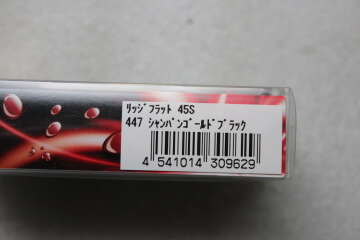 ﾘｯｼﾞﾌﾗｯﾄ 45S
447 ｼｬﾝﾊﾟﾝｺﾞｰﾙﾄﾞﾌﾞﾗｯｸ
4 541014 309629